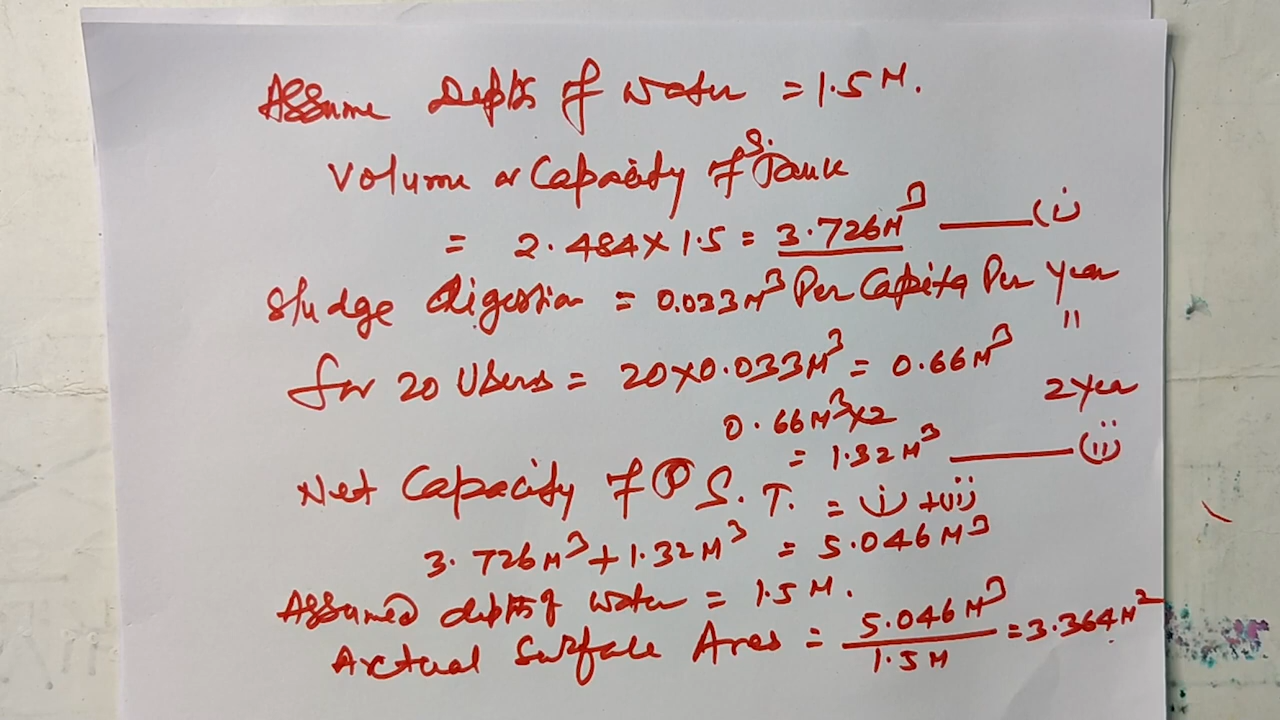 Assume Depth of water = 1.5 M.
Volume or Capacity of S. Tank
= 2.484 X 1.5 = 3.726 M³ —— (i)
Sludge digestion = 0.033 M³ Per Capita Per year
for 20 Users = 20 X 0.033 M³ = 0.66 M³ "
0.66 M³ X 2 2 year
= 1.32 M³ —— (ii)
Net Capacity of S. T. = i) + ii)
3.726 M³ + 1.32 M³ = 5.046 M³
Assumed depth of water = 1.5 M.
Actual Surface Area = 5.046 M³ / 1.5 M = 3.364 M²